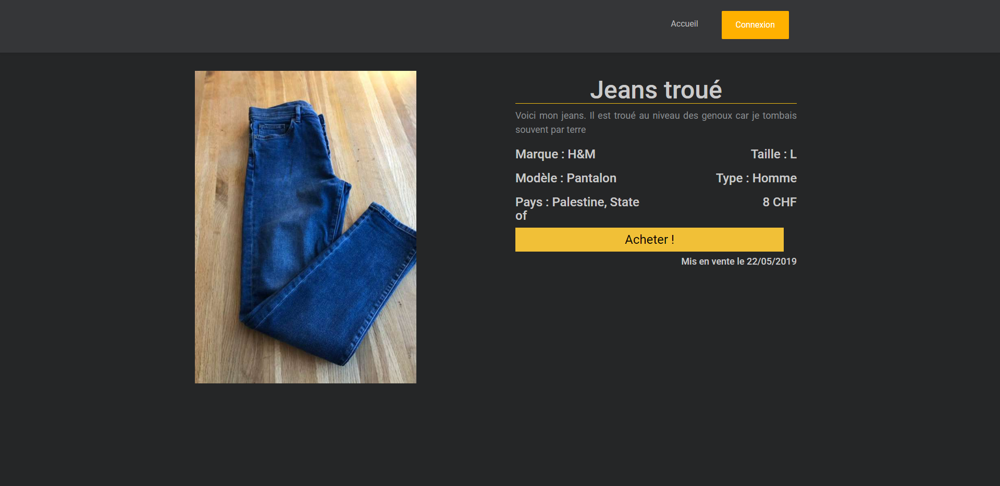 Accueil
Connexion
Jeans troué
Voici mon jeans. Il est troué au niveau des genoux car je tombais
souvent par terre
Marque : H&M
Taille : L
Modèle : Pantalon
Type : Homme
Pays : Palestine, State
of
8 CHF
Acheter !
Mis en vente le 22/05/2019